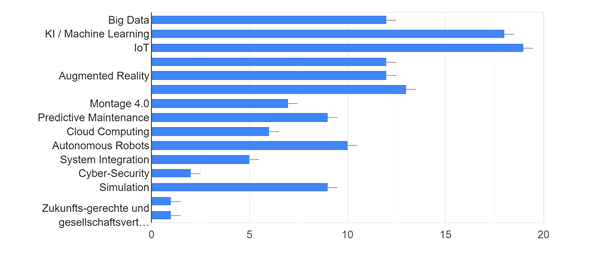 Big Data
KI / Machine Learning
IoT
Augmented Reality
Montage 4.0
Predictive Maintenance
Cloud Computing
Autonomous Robots
System Integration
Cyber-Security
Simulation
Zukunfts-gerechte und
gesellschaftsvert…
0 5 10 15 20